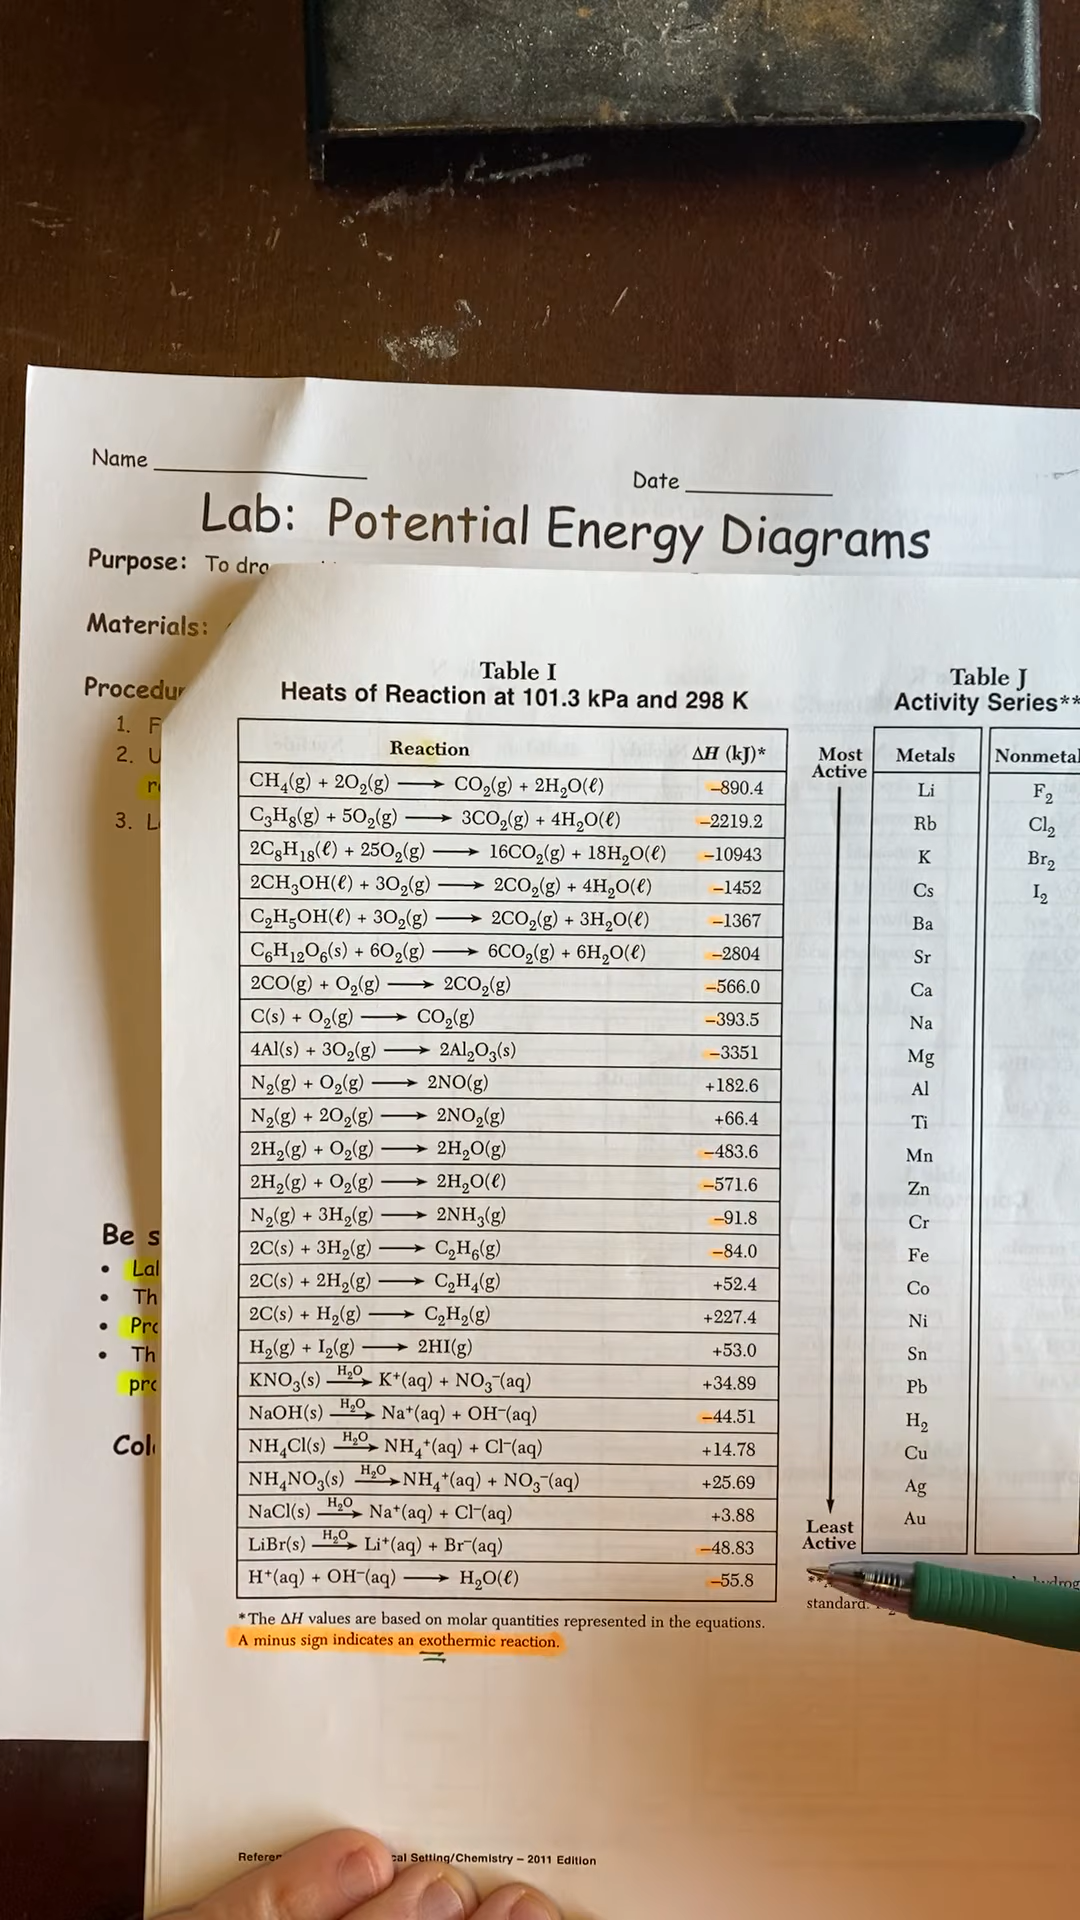 Name
Date
Lab: Potential Energy Diagrams
Purpose: To
Materials:
1.
2.
3.
Be
• 
• Th
• 
• Th
Table I
Heats of Reaction at 101.3 kPa and 298 K
Reaction ΔH (kJ)*
CH₄(g) + 2O₂(g) ⟶ CO₂(g) + 2H₂O(ℓ) −890.4
C₃H₈(g) + 5O₂(g) ⟶ 3CO₂(g) + 4H₂O(ℓ) −2219.2
2C₈H₁₈(ℓ) + 25O₂(g) ⟶ 16CO₂(g) + 18H₂O(ℓ) −10943
2CH₃OH(ℓ) + 3O₂(g) ⟶ 2CO₂(g) + 4H₂O(ℓ) −1452
C₂H₅OH(ℓ) + 3O₂(g) ⟶ 2CO₂(g) + 3H₂O(ℓ) −1367
C₆H₁₂O₆(s) + 6O₂(g) ⟶ 6CO₂(g) + 6H₂O(ℓ) −2804
2CO(g) + O₂(g) ⟶ 2CO₂(g) −566.0
C(s) + O₂(g) ⟶ CO₂(g) −393.5
4Al(s) + 3O₂(g) ⟶ 2Al₂O₃(s) −3351
N₂(g) + O₂(g) ⟶ 2NO(g) +182.6
N₂(g) + 2O₂(g) ⟶ 2NO₂(g) +66.4
2H₂(g) + O₂(g) ⟶ 2H₂O(g) −483.6
2H₂(g) + O₂(g) ⟶ 2H₂O(ℓ) −571.6
N₂(g) + 3H₂(g) ⟶ 2NH₃(g) −91.8
2C(s) + 3H₂(g) ⟶ C₂H₆(g) −84.0
2C(s) + 2H₂(g) ⟶ C₂H₄(g) +52.4
2C(s) + H₂(g) ⟶ C₂H₂(g) +227.4
H₂(g) + I₂(g) ⟶ 2HI(g) +53.0
KNO₃(s) H₂O⟶ K⁺(aq) + NO₃⁻(aq) +34.89
NaOH(s) H₂O⟶ Na⁺(aq) + OH⁻(aq) −44.51
NH₄Cl(s) H₂O⟶ NH₄⁺(aq) + Cl⁻(aq) +14.78
NH₄NO₃(s) H₂O⟶ NH₄⁺(aq) + NO₃⁻(aq) +25.69
NaCl(s) H₂O⟶ Na⁺(aq) + Cl⁻(aq) +3.88
LiBr(s) H₂O⟶ Li⁺(aq) + Br⁻(aq) −48.83
H⁺(aq) + OH⁻(aq) ⟶ H₂O(ℓ) −55.8
*The ΔH values are based on molar quantities represented in the equations.
A minus sign indicates an exothermic reaction.
Table J
Activity Series**
Most
Active
Metals Nonmetal
Li F₂
Rb Cl₂
K Br₂
Cs I₂
Ba
Sr
Ca
Na
Mg
Al
Ti
Mn
Zn
Cr
Fe
Co
Ni
Sn
Pb
H₂
Cu
Ag
Au
Least
Active
**
standard.
Setting/Chemistry – 2011 Edition